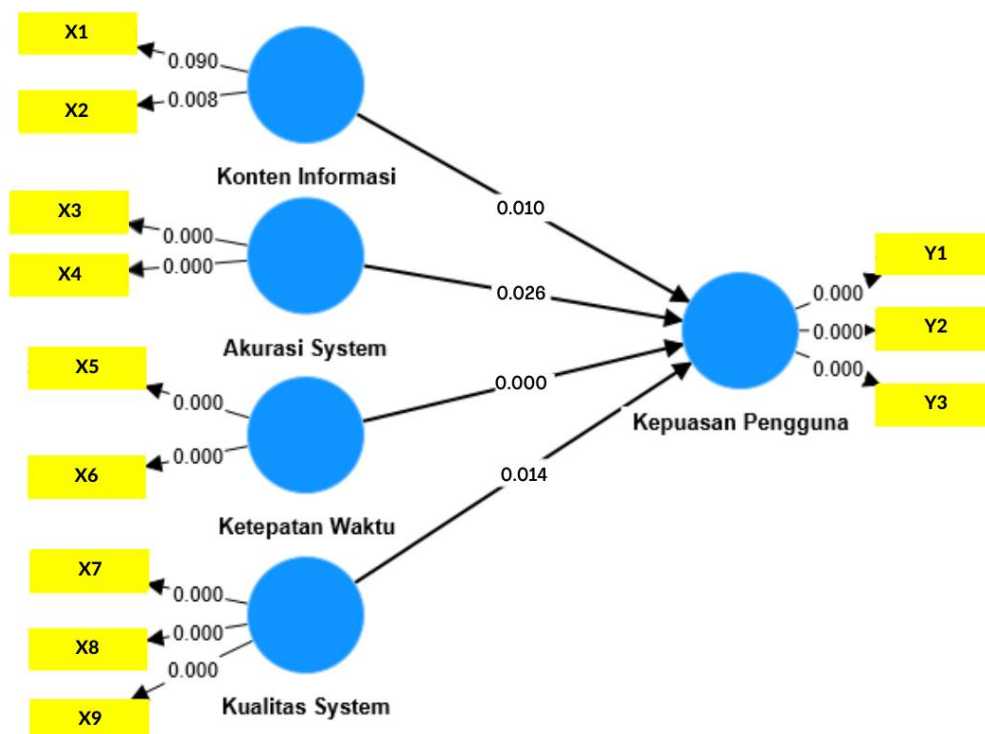 X1
0.090
X2
0.008
Konten Informasi
0.010
X3
0.000
X4
0.000
Akurasi System
0.026
X5
0.000
X6
0.000
Ketepatan Waktu
0.000
X7
0.000
X8
0.000
X9
0.000
Kualitas System
0.014
Kepuasan Pengguna
Y1
0.000
Y2
0.000
Y3
0.000